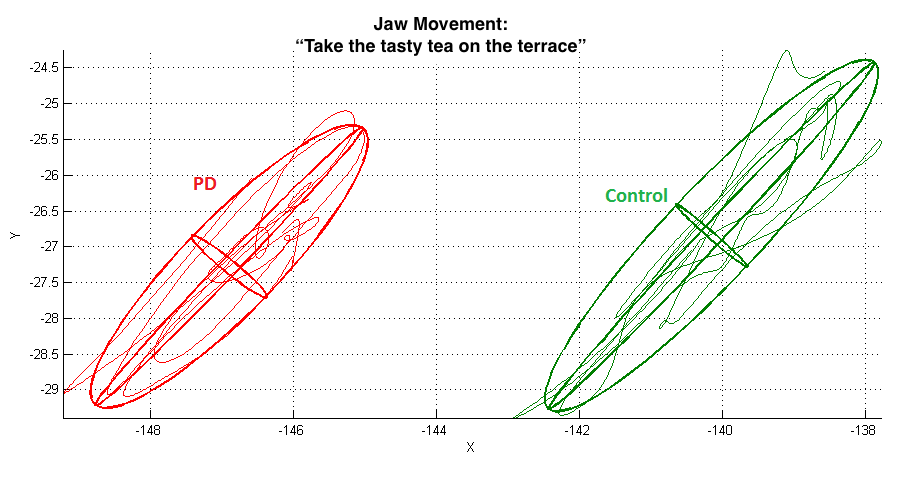 Jaw Movement:
“Take the tasty tea on the terrace”
-24.5
-25
-25.5
-26
-26.5
-27
-27.5
-28
-28.5
-29
Y
PD
Control
-148
-146
-144
-142
-140
-138
X